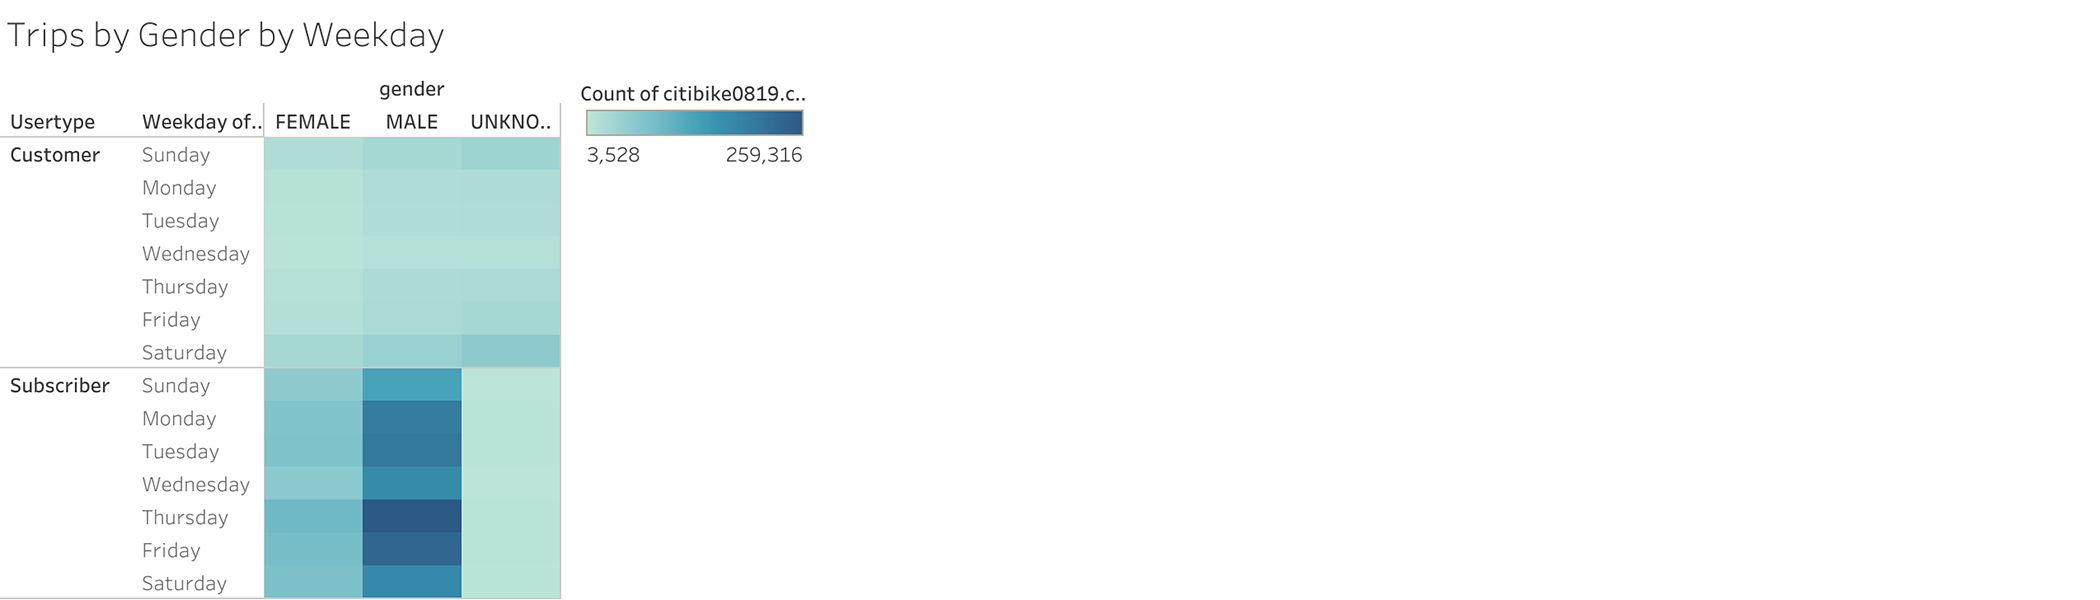 Trips by Gender by Weekday
gender
Usertype Weekday of.. FEMALE MALE UNKNO..
Customer Sunday
Monday
Tuesday
Wednesday
Thursday
Friday
Saturday
Subscriber Sunday
Monday
Tuesday
Wednesday
Thursday
Friday
Saturday
Count of citibike0819.c..
3,528 259,316